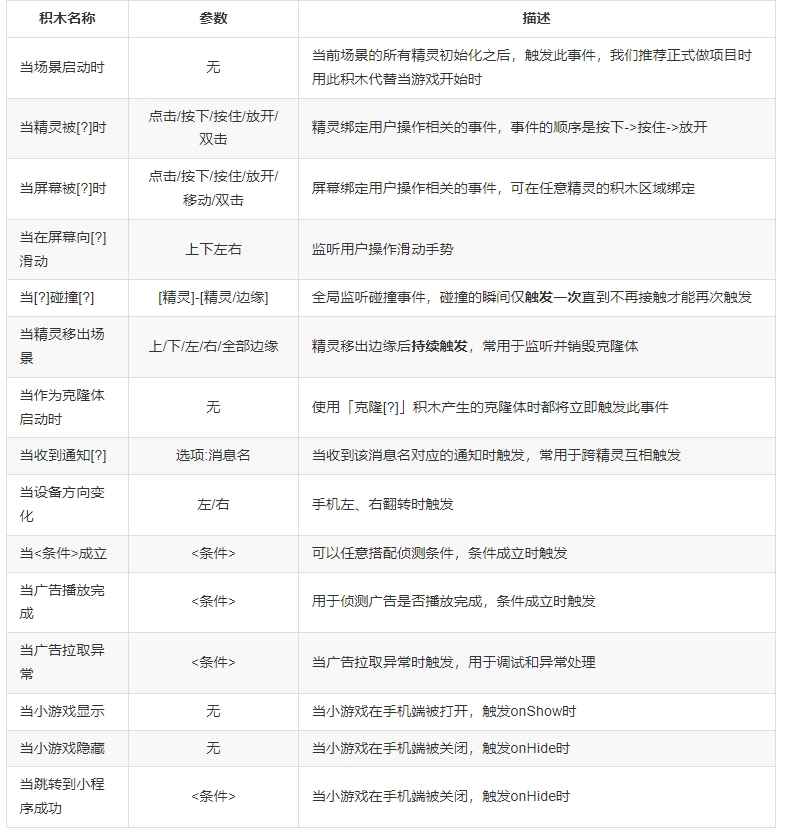 积木名称 参数 描述
当场景启动时 无 当前场景的所有精灵初始化之后，触发此事件，我们推荐正式做项目时
用此积木代替当游戏开始时
当精灵被[?]时 点击/按下/按住/放开/
双击 精灵绑定用户操作相关的事件，事件的顺序是按下->按住->放开
当屏幕被[?]时 点击/按下/按住/放开/
移动/双击 屏幕绑定用户操作相关的事件，可在任意精灵的积木区域绑定
当在屏幕向[?]
滑动 上下左右 监听用户操作滑动手势
当[?]碰撞[?] [精灵]-[精灵/边缘] 全局监听碰撞事件，碰撞的瞬间仅触发一次直到不再接触才能再次触发
当精灵移出场
景 上/下/左/右/全部边缘 精灵移出边缘后持续触发，常用于监听并销毁克隆体
当作为克隆体
启动时 无 使用「克隆[?]」积木产生的克隆体时都将立即触发此事件
当收到通知[?] 选项:消息名 当收到该消息名对应的通知时触发，常用于跨精灵互相触发
当设备方向变
化 左/右 手机左、右翻转时触发
当<条件>成立 <条件> 可以任意搭配侦测条件，条件成立时触发
当广告播放完
成 <条件> 用于侦测广告是否播放完成，条件成立时触发
当广告拉取异
常 <条件> 当广告拉取异常时触发，用于调试和异常处理
当小游戏显示 无 当小游戏在手机端被打开，触发onShow时
当小游戏隐藏 无 当小游戏在手机端被关闭，触发onHide时
当跳转到小程
序成功 <条件> 当小游戏在手机端被关闭，触发onHide时